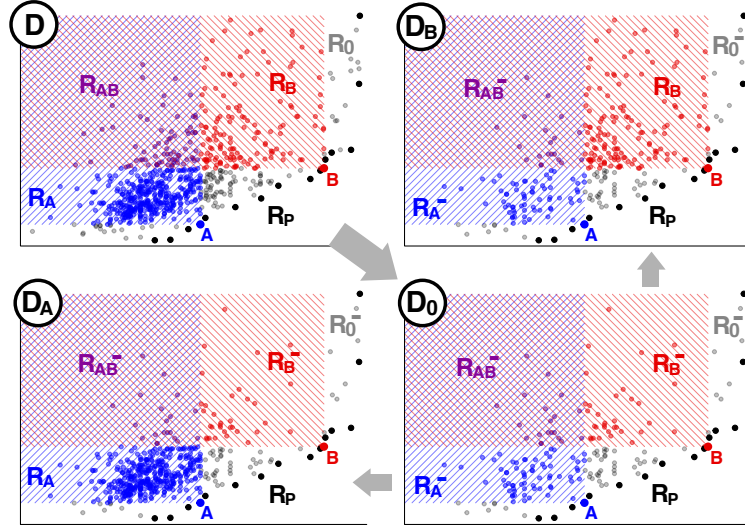 D
R0
RAB
RB
RA
B
RP
A
DB
R0-
RAB-
RB
B
RA-
RP
A
DA
R0-
RAB-
RB-
B
RA
RP
A
D0
R0-
RAB-
RB-
B
RA-
RP
A